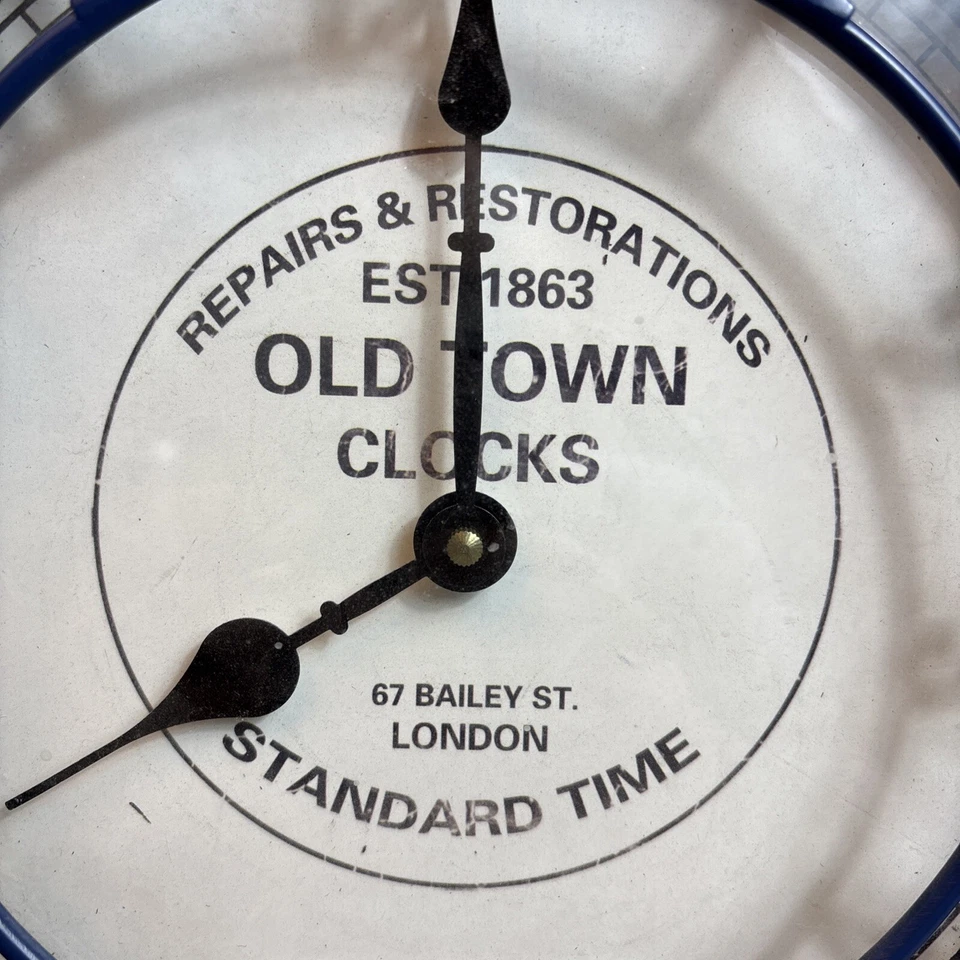 REPAIRS & RESTORATIONS
EST 1863
OLD TOWN
CLOCKS
67 BAILEY ST.
LONDON
STANDARD TIME